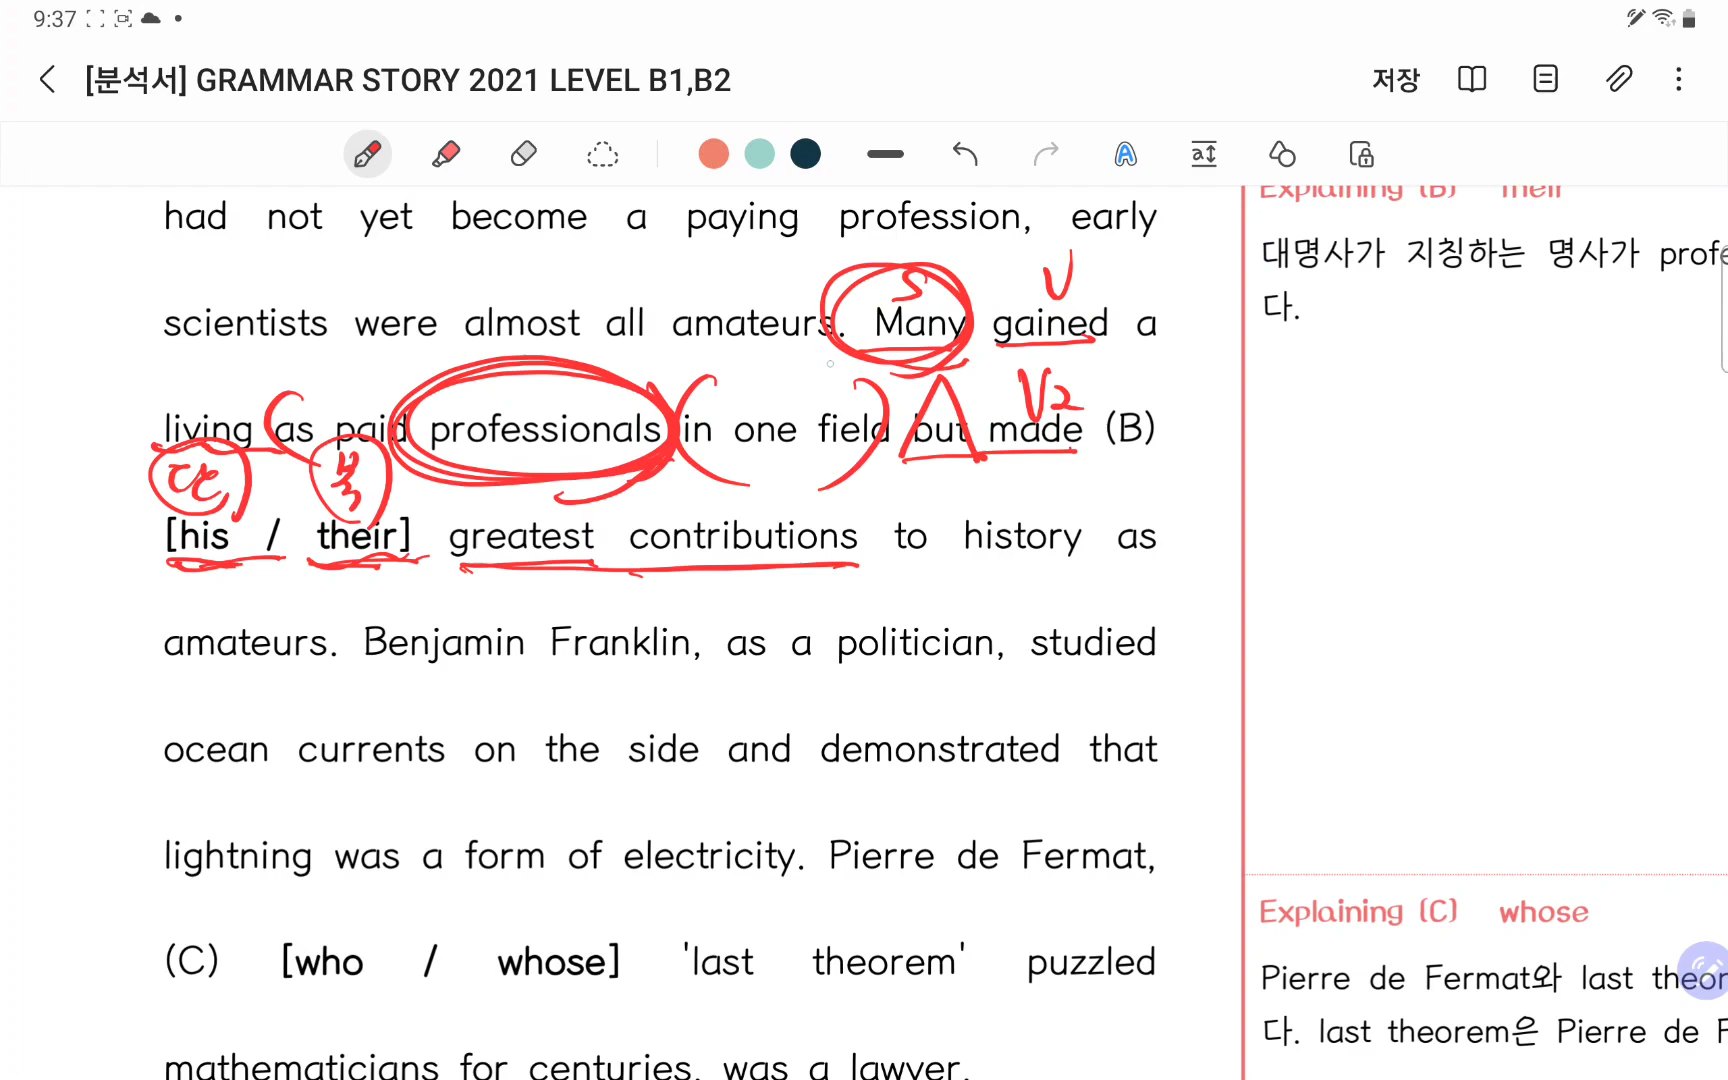 9:37
[분석서] GRAMMAR STORY 2021 LEVEL B1,B2
저장
had not yet become a paying profession, early
scientists were almost all amateurs. Many gained a
S V
living as paid professionals in one field but made (B)
V2
단 복
[his / their] greatest contributions to history as
amateurs. Benjamin Franklin, as a politician, studied
ocean currents on the side and demonstrated that
lightning was a form of electricity. Pierre de Fermat,
(C) [who / whose] 'last theorem' puzzled
mathematicians for centuries, was a lawyer.
Explaining (B) Their
대명사가 지칭하는 명사가
다.
Explaining (C) whose
Pierre de Fermat와 last
다. last theorem은 Pierre de